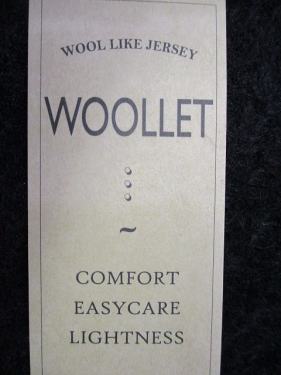 WOOL LIKE JERSEY
WOOLLET
~
COMFORT
EASYCARE
LIGHTNESS